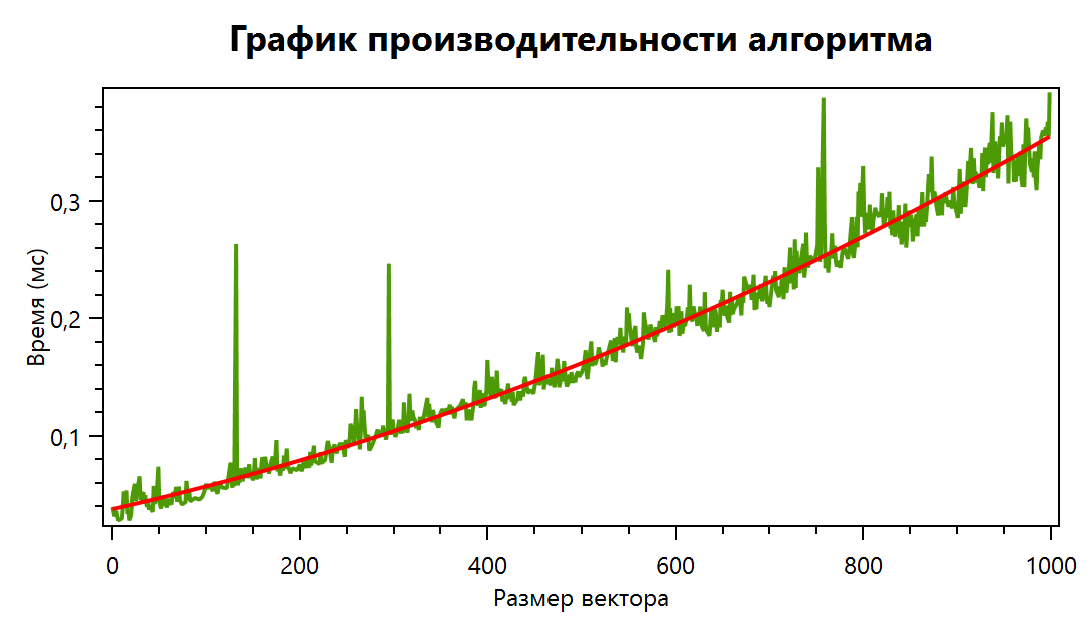 График производительности алгоритма
0,3
0,2
0,1
Время (мс)
0 200 400 600 800 1000
Размер вектора